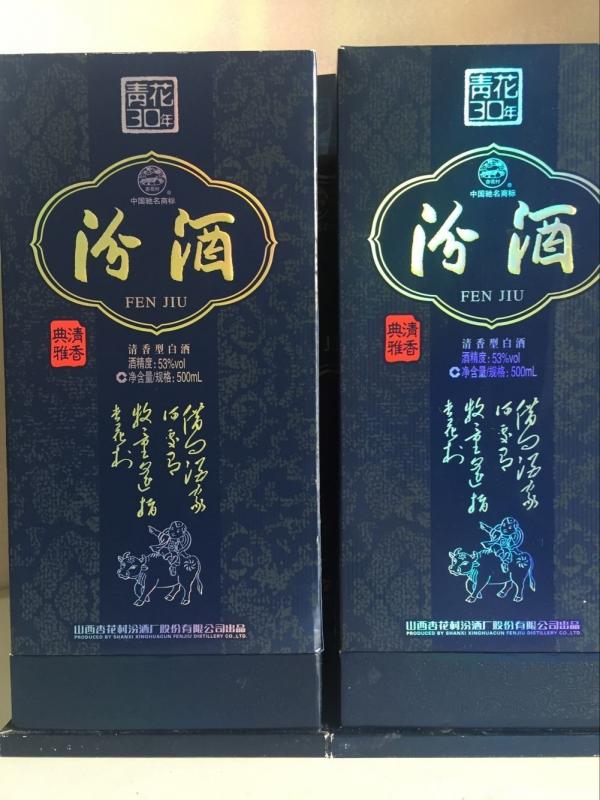 青花
30年
杏花村
®
中国驰名商标
汾酒
FEN JIU
清香
典雅
清香型白酒
酒精度：53%vol
净含量/规格：500mL
借问酒家
何处有
牧童遥指
杏花村
山西杏花村汾酒厂股份有限公司出品
PRODUCED BY SHANXI XINGHUACUN FENJIU DISTILLERY CO.,LTD.
青花
30年
杏花村
®
中国驰名商标
汾酒
FEN JIU
清香
典雅
清香型白酒
酒精度：53%vol
净含量/规格：500mL
借问酒家
何处有
牧童遥指
杏花村
山西杏花村汾酒厂股份有限公司出品
PRODUCED BY SHANXI XINGHUACUN FENJIU DISTILLERY CO.,LTD.